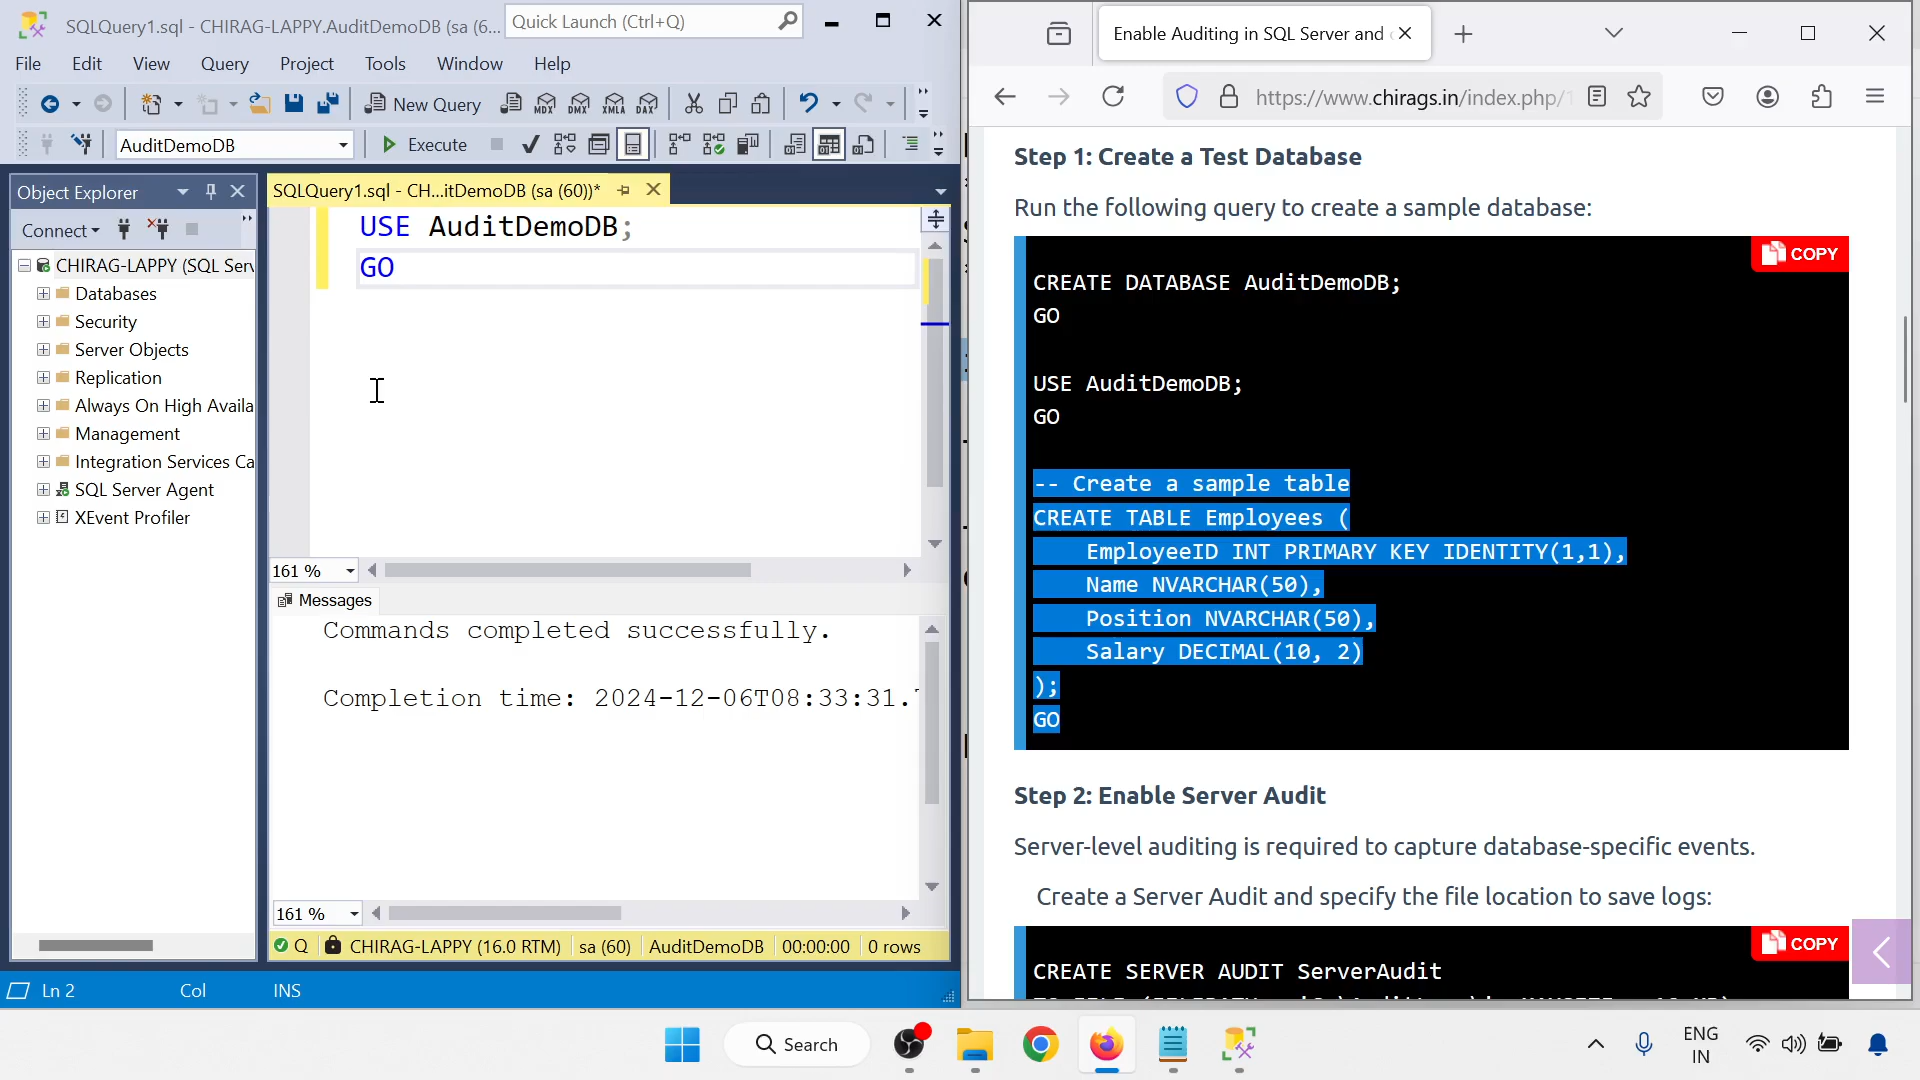 SQLQuery1.sql - CHIRAG-LAPPY.AuditDemoDB (sa (6...
Quick Launch (Ctrl+Q)
File Edit View Query Project Tools Window Help
New Query
MDX DMX XMLA DAX
AuditDemoDB
Execute
Object Explorer
Connect
CHIRAG-LAPPY (SQL Serv
Databases
Security
Server Objects
Replication
Always On High Availa
Management
Integration Services Ca
SQL Server Agent
XEvent Profiler
SQLQuery1.sql - CH...itDemoDB (sa (60))*
USE AuditDemoDB;
GO
161 %
Messages
Commands completed successfully.
Completion time: 2024-12-06T08:33:31.
161 %
Q CHIRAG-LAPPY (16.0 RTM) sa (60) AuditDemoDB 00:00:00 0 rows
Ln 2 Col INS
Enable Auditing in SQL Server and
https://www.chirags.in/index.php/
Step 1: Create a Test Database
Run the following query to create a sample database:
COPY
CREATE DATABASE AuditDemoDB;
GO
USE AuditDemoDB;
GO
-- Create a sample table
CREATE TABLE Employees (
EmployeeID INT PRIMARY KEY IDENTITY(1,1),
Name NVARCHAR(50),
Position NVARCHAR(50),
Salary DECIMAL(10, 2)
);
GO
Step 2: Enable Server Audit
Server-level auditing is required to capture database-specific events.
Create a Server Audit and specify the file location to save logs:
COPY
CREATE SERVER AUDIT ServerAudit
Search
ENG
IN